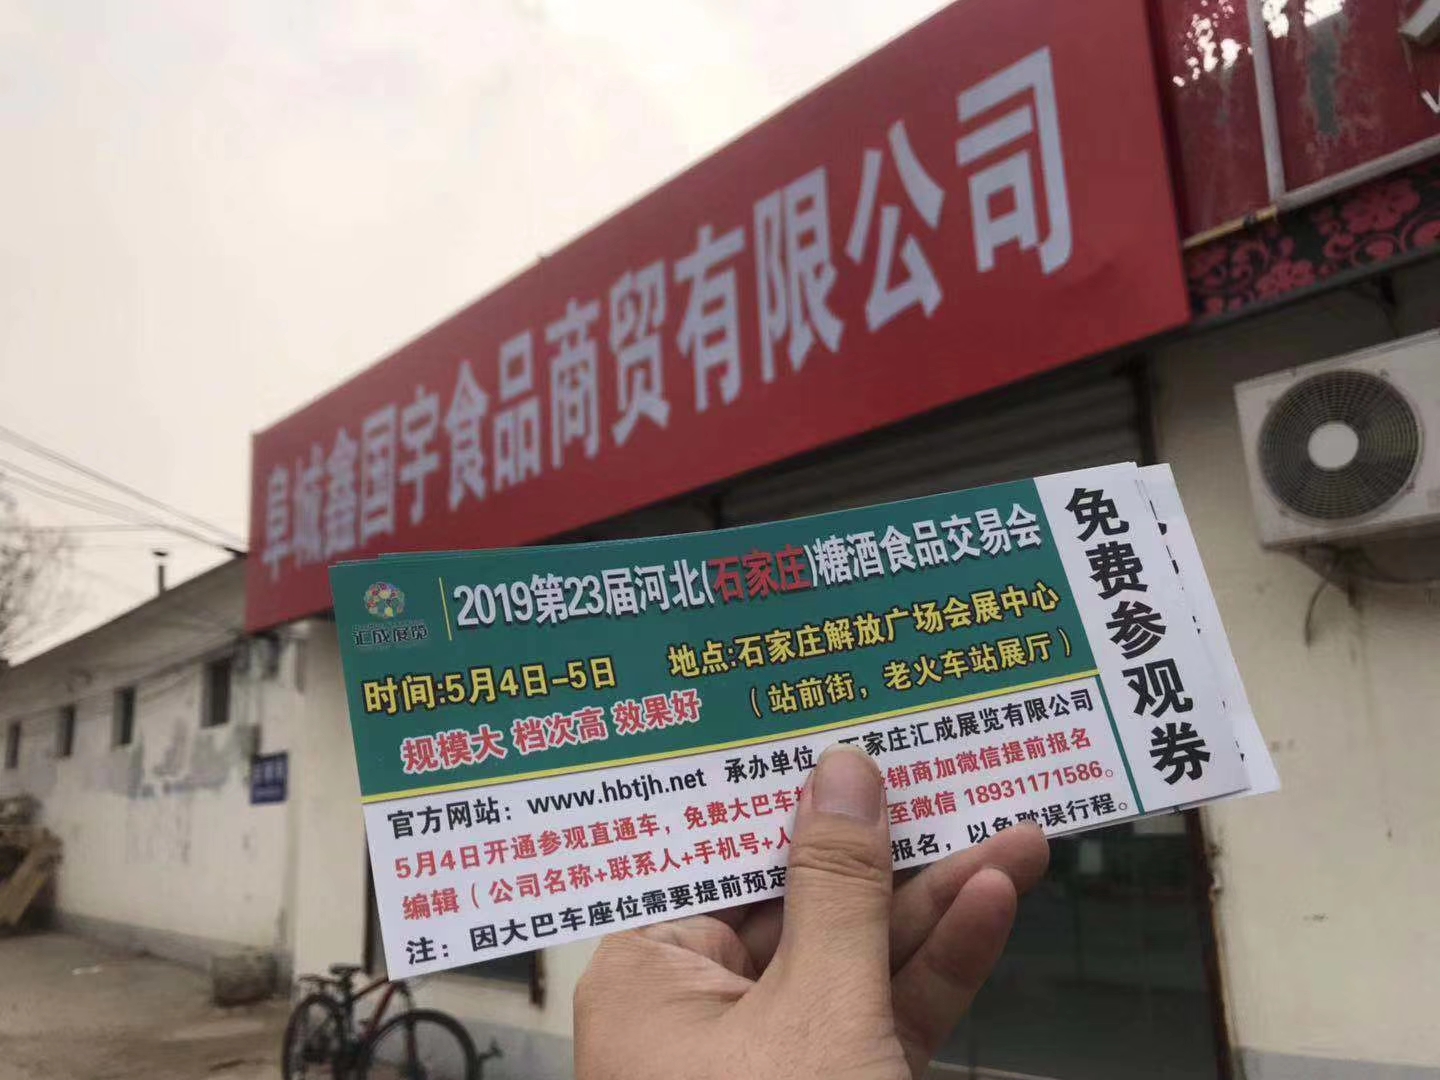 阜城鑫国宇食品商贸有限公司
汇成展览
2019第23届河北(石家庄)糖酒食品交易会
时间:5月4日-5日
地点:石家庄解放广场会展中心
(站前街，老火车站展厅)
规模大 档次高 效果好
免费参观券
官方网站：www.hbtjh.net 承办单位 石家庄汇成展览有限公司
5月4日开通参观直通车，免费大巴车 销商加微信提前报名
编辑（公司名称+联系人+手机号+人 至微信 18931171586。
注：因大巴车座位需要提前预定 报名，以免耽误行程。